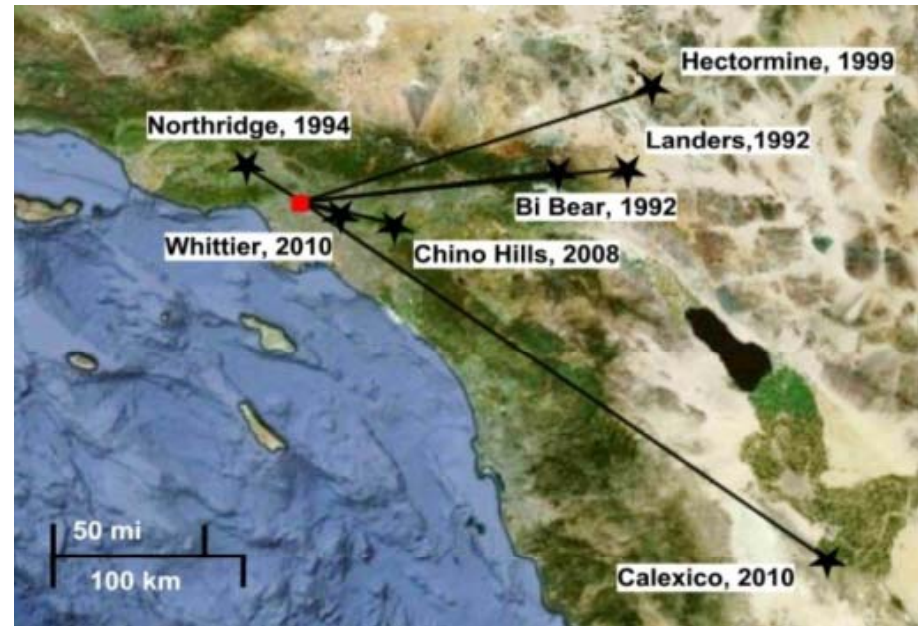 Hectormine, 1999
Northridge, 1994
Landers,1992
Bi Bear, 1992
Whittier, 2010
Chino Hills, 2008
50 mi
100 km
Calexico, 2010